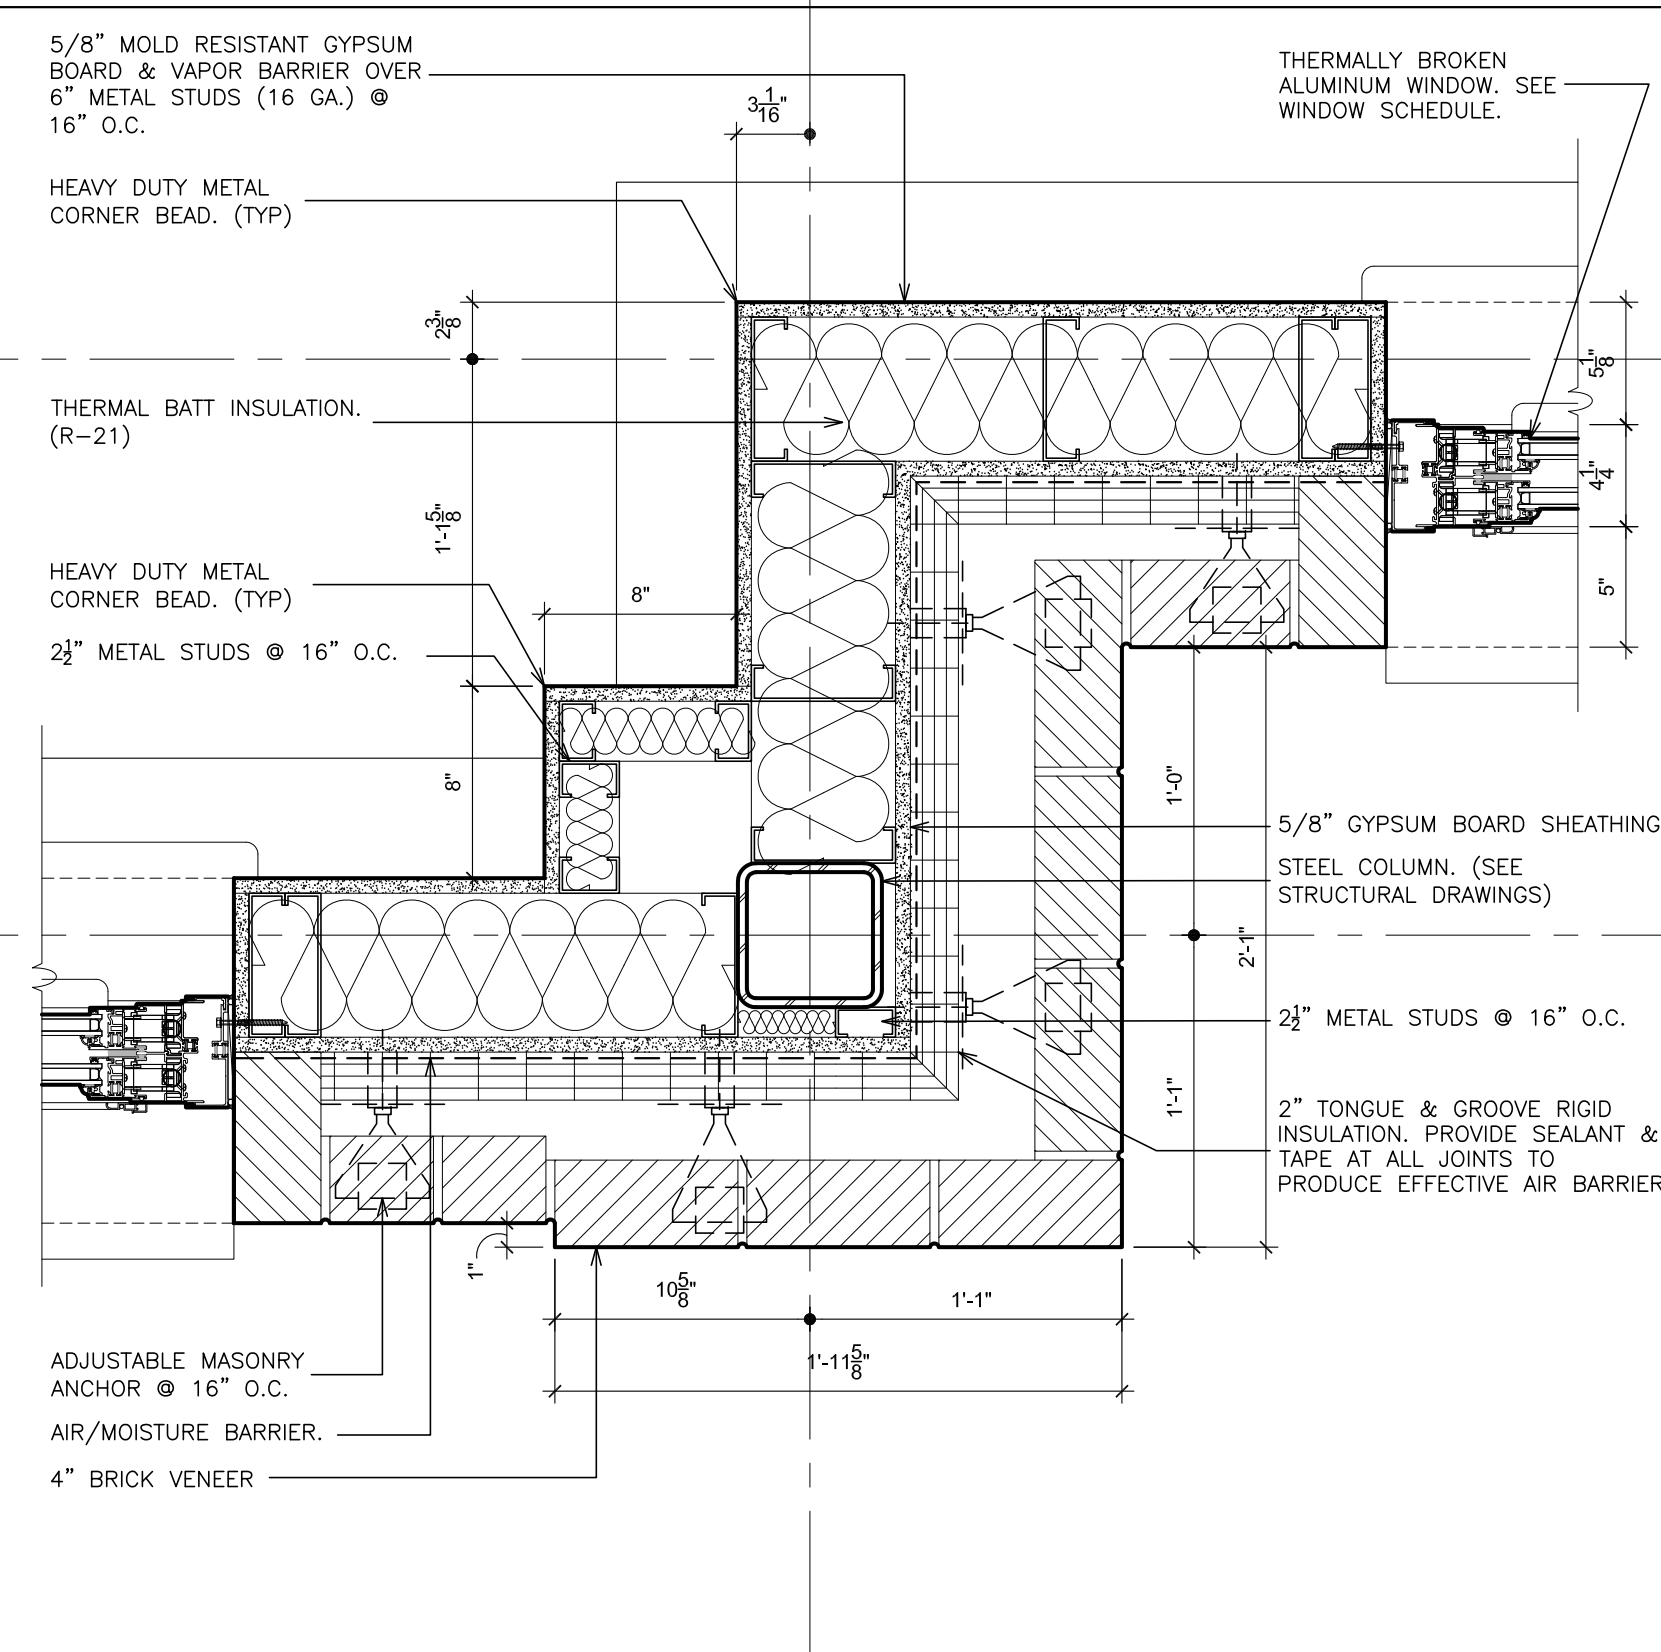 5/8” MOLD RESISTANT GYPSUM
BOARD & VAPOR BARRIER OVER
6” METAL STUDS (16 GA.) @
16” O.C.
HEAVY DUTY METAL
CORNER BEAD. (TYP)
THERMAL BATT INSULATION.
(R–21)
HEAVY DUTY METAL
CORNER BEAD. (TYP)
2 1/2” METAL STUDS @ 16” O.C.
THERMALLY BROKEN
ALUMINUM WINDOW. SEE
WINDOW SCHEDULE.
3 1/16"
2 3/8"
1'-1 5/8"
8"
8"
5 1/8"
4 1/4"
5"
1'-0"
2'-1"
1'-1"
5/8” GYPSUM BOARD SHEATHING
STEEL COLUMN. (SEE
STRUCTURAL DRAWINGS)
2 1/2” METAL STUDS @ 16” O.C.
2” TONGUE & GROOVE RIGID
INSULATION. PROVIDE SEALANT &
TAPE AT ALL JOINTS TO
PRODUCE EFFECTIVE AIR BARRIER
1"
10 5/8"
1'-1"
1'-11 5/8"
ADJUSTABLE MASONRY
ANCHOR @ 16” O.C.
AIR/MOISTURE BARRIER.
4” BRICK VENEER